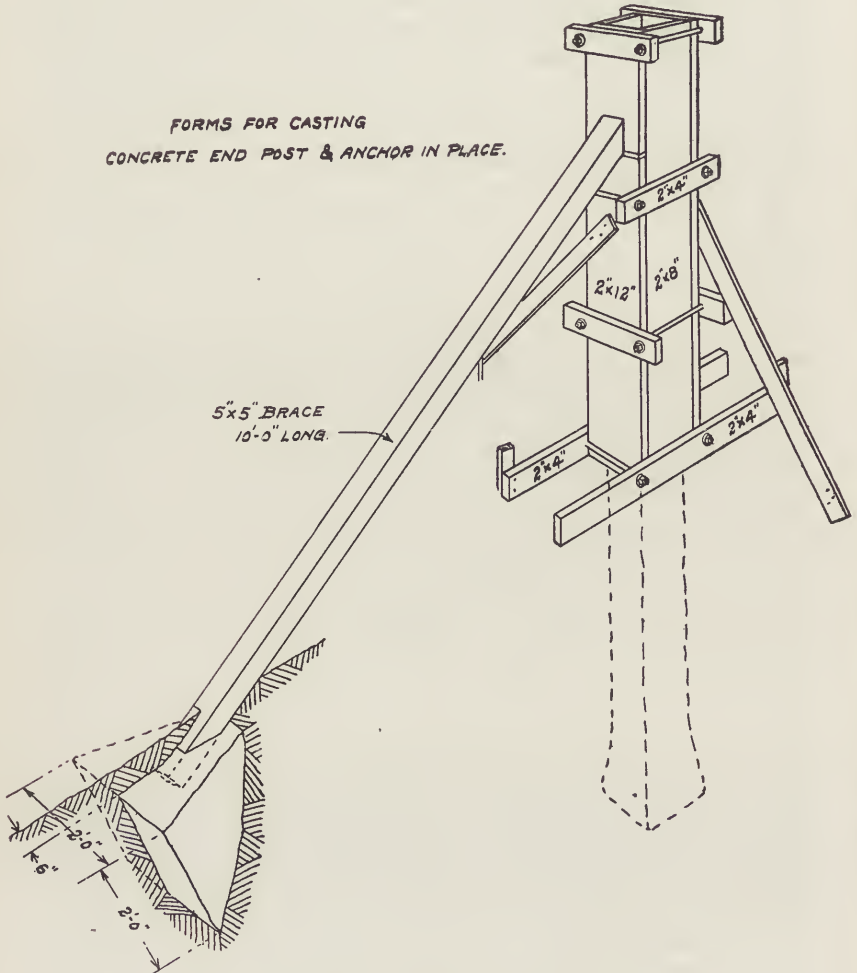 FORMS FOR CASTING
CONCRETE END POST & ANCHOR IN PLACE.
2"x4"
2"x12"
2"x8"
5"x5" BRACE
10'-0" LONG.
2"x4"
2"x4"
2'-0"
6"
2'-0"